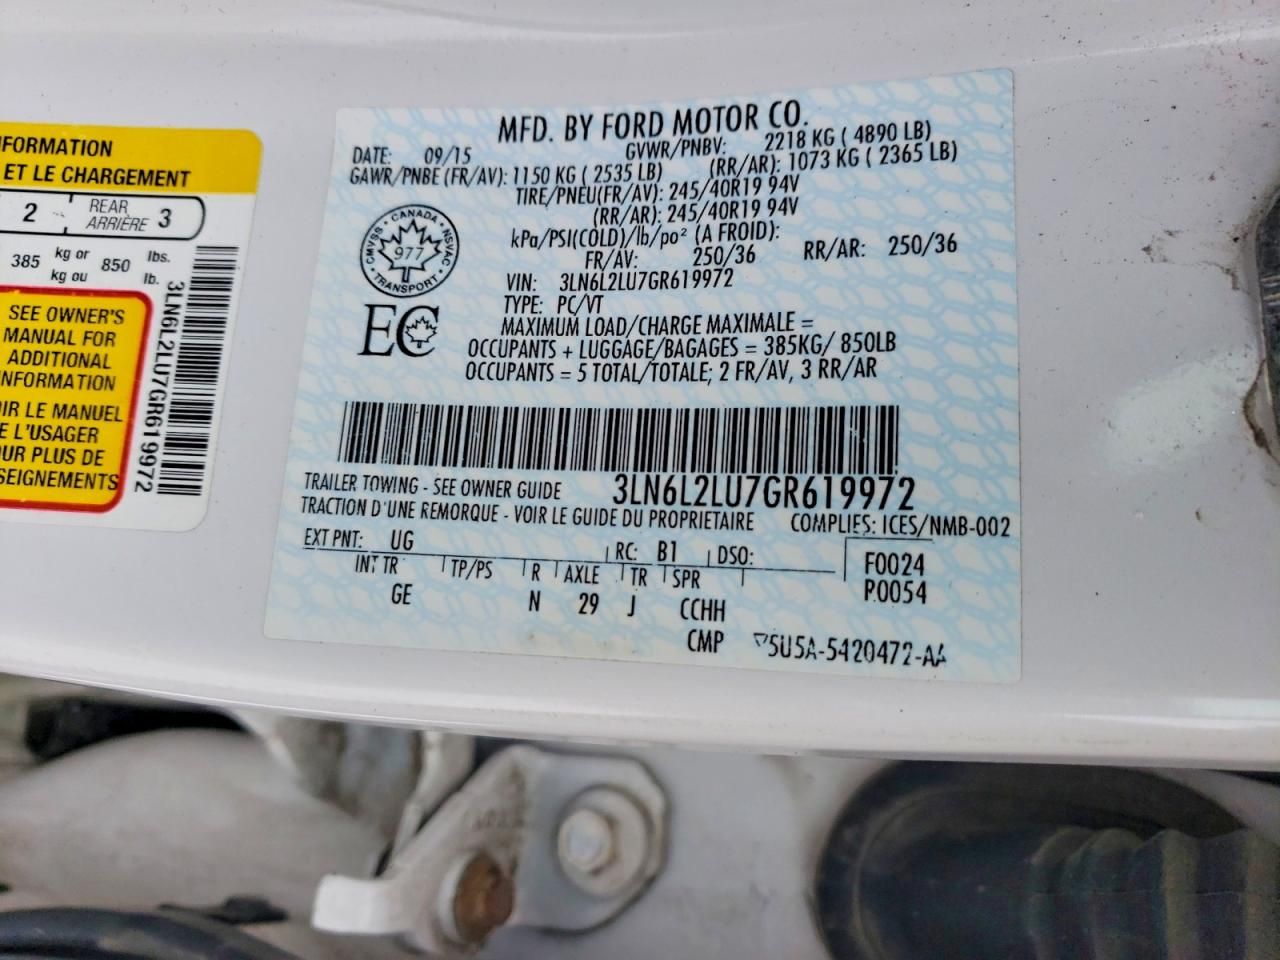 NFORMATION
ET LE CHARGEMENT
2 REAR ARRIÈRE 3
385 kg or kg ou 850 lbs. lb.
SEE OWNER'S
MANUAL FOR
ADDITIONAL
INFORMATION
IR LE MANUEL
E L'USAGER
UR PLUS DE
SEIGNEMENTS
3LN6L2LU7GR619972
MFD. BY FORD MOTOR CO.
DATE: 09/15 GVWR/PNBV: 2218 KG ( 4890 LB)
GAWR/PNBE (FR/AV): 1150 KG ( 2535 LB) (RR/AR): 1073 KG ( 2365 LB)
TIRE/PNEU(FR/AV): 245/40R19 94V
(RR/AR): 245/40R19 94V
kPa/PSI(COLD)/lb/po² (A FROID):
FR/AV: 250/36 RR/AR: 250/36
VIN: 3LN6L2LU7GR619972
TYPE: PC/VT
MAXIMUM LOAD/CHARGE MAXIMALE =
OCCUPANTS + LUGGAGE/BAGAGES = 385KG/ 850LB
OCCUPANTS = 5 TOTAL/TOTALE; 2 FR/AV, 3 RR/AR
CANADA
CMVSS NSVAC
977
TRANSPORT
EC
3LN6L2LU7GR619972
TRAILER TOWING - SEE OWNER GUIDE
TRACTION D'UNE REMORQUE - VOIR LE GUIDE DU PROPRIETAIRE COMPLIES: ICES/NMB-002
EXT PNT: UG RC: B1 DSO: F0024
INT TR TP/PS R AXLE TR SPR P.0054
GE N 29 J CCHH
CMP 5U5A-5420472-AA